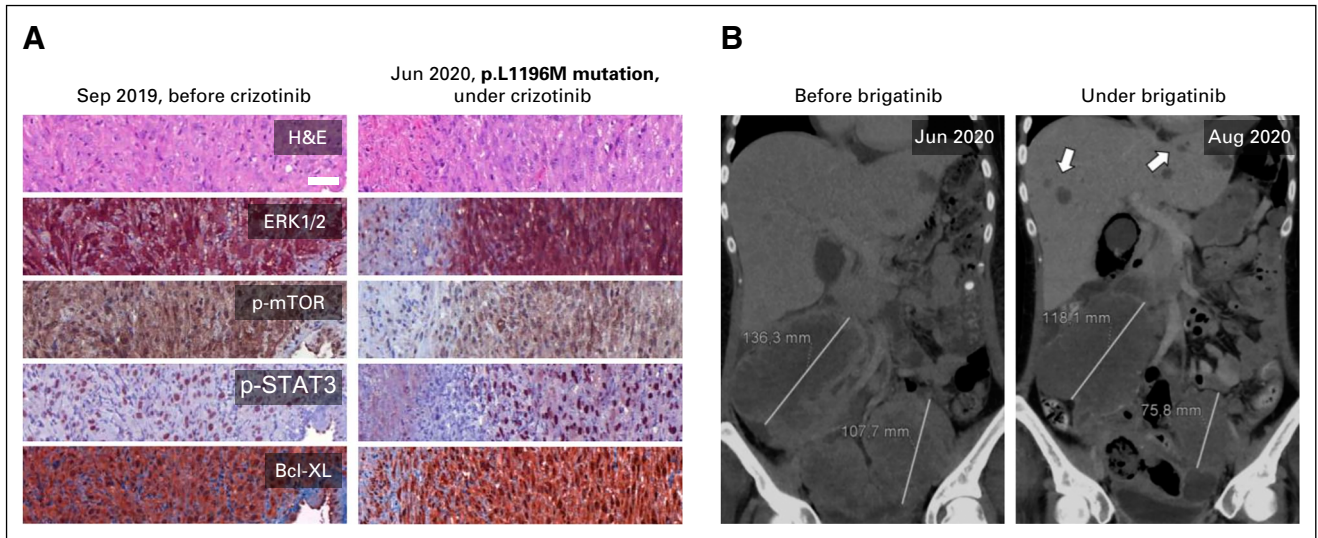 A
Sep 2019, before crizotinib
Jun 2020, p.L1196M mutation,
under crizotinib
H&E
ERK1/2
p-mTOR
p-STAT3
Bcl-XL
B
Before brigatinib
Under brigatinib
Jun 2020
Aug 2020
136,3 mm
107,7 mm
118,1 mm
75,8 mm